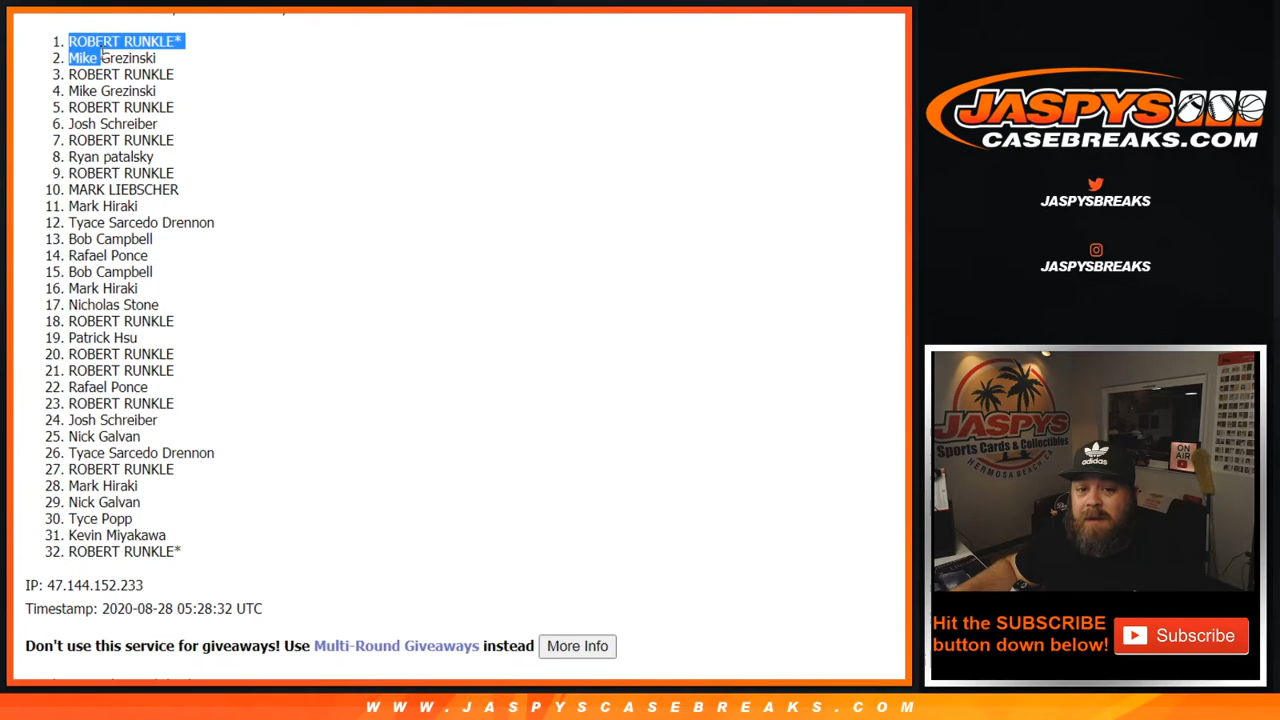 1. ROBERT RUNKLE*
2. Mike Grezinski
3. ROBERT RUNKLE
4. Mike Grezinski
5. ROBERT RUNKLE
6. Josh Schreiber
7. ROBERT RUNKLE
8. Ryan patalsky
9. ROBERT RUNKLE
10. MARK LIEBSCHER
11. Mark Hiraki
12. Tyace Sarcedo Drennon
13. Bob Campbell
14. Rafael Ponce
15. Bob Campbell
16. Mark Hiraki
17. Nicholas Stone
18. ROBERT RUNKLE
19. Patrick Hsu
20. ROBERT RUNKLE
21. ROBERT RUNKLE
22. Rafael Ponce
23. ROBERT RUNKLE
24. Josh Schreiber
25. Nick Galvan
26. Tyace Sarcedo Drennon
27. ROBERT RUNKLE
28. Mark Hiraki
29. Nick Galvan
30. Tyce Popp
31. Kevin Miyakawa
32. ROBERT RUNKLE*
IP: 47.144.152.233
Timestamp: 2020-08-28 05:28:32 UTC
Don't use this service for giveaways! Use Multi-Round Giveaways instead More Info
JASPYS
CASEBREAKS.COM
JASPYSBREAKS
JASPYSBREAKS
JASPYS
Sports Cards & Collectibles
HERMOSA BEACH CA
ON
AIR
adidas
Hit the SUBSCRIBE
button down below!
Subscribe
WWW.JASPYSCASEBREAKS.COM